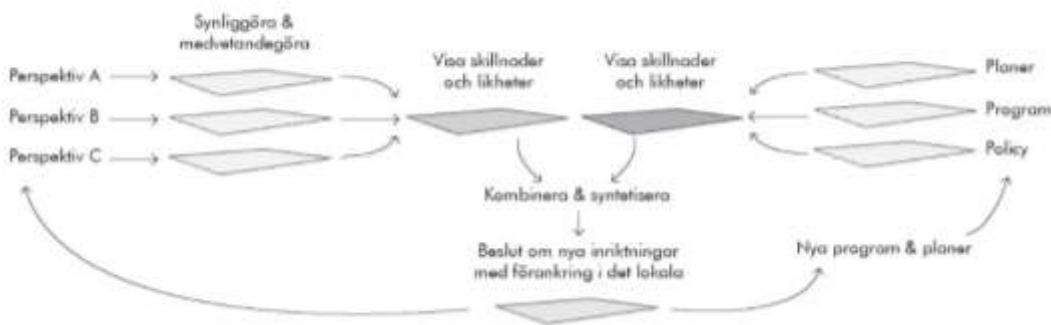 Synliggöra &
medvetandegöra
Visa skillnader
och likheter
Visa skillnader
och likheter
Perspektiv A
Perspektiv B
Perspektiv C
Planer
Program
Policy
Kombinera & syntetisera
Beslut om nya inriktningar
med förankring i det lokala
Nya program & planer